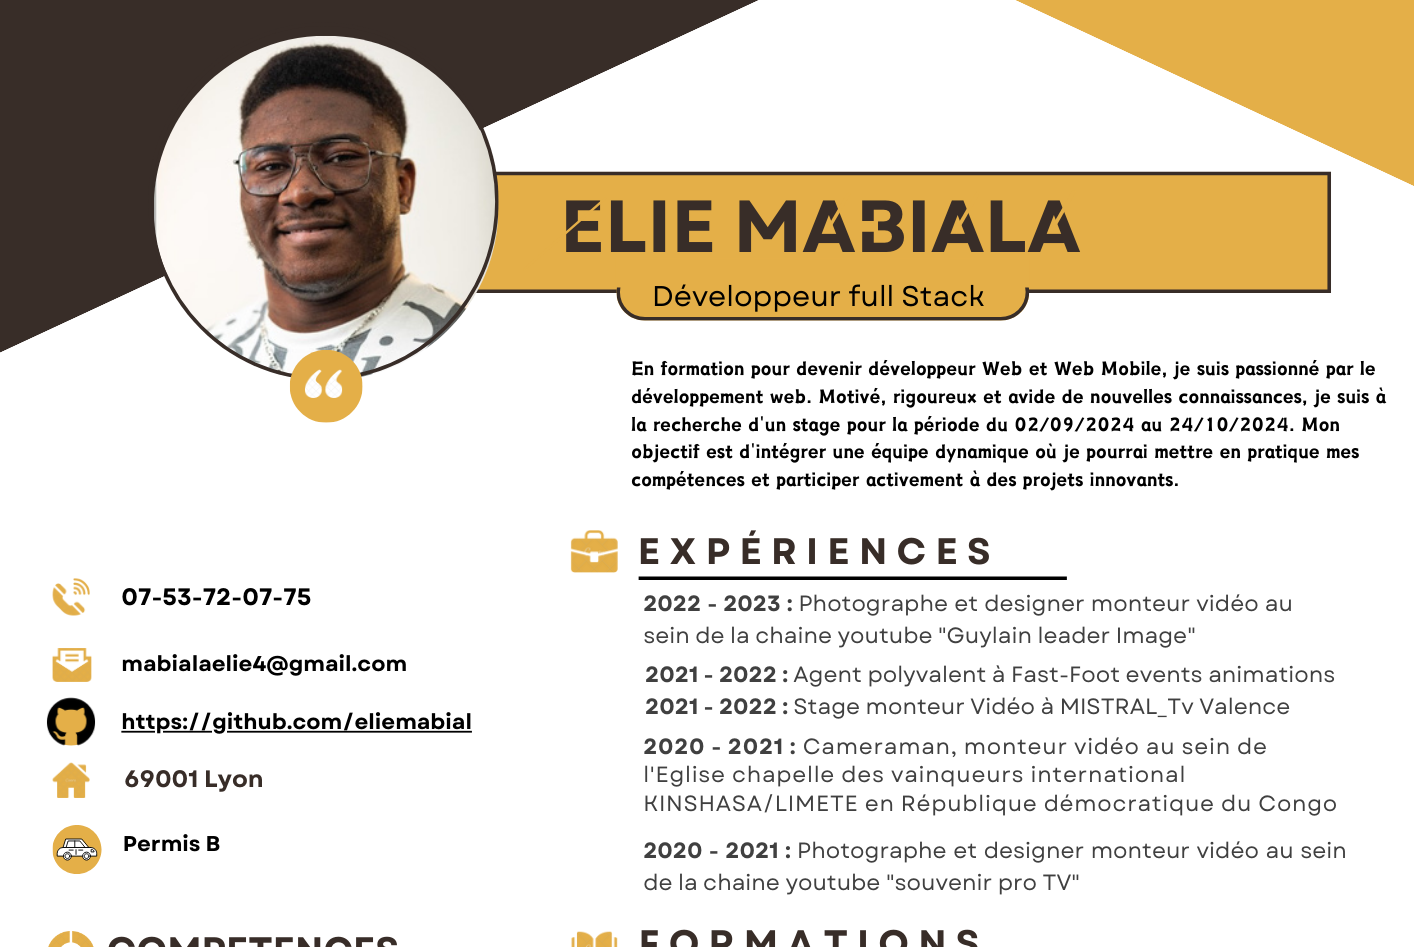 ELIE MABIALA
Développeur full Stack
En formation pour devenir développeur Web et Web Mobile, je suis passionné par le
développement web. Motivé, rigoureux et avide de nouvelles connaissances, je suis à
la recherche d'un stage pour la période du 02/09/2024 au 24/10/2024. Mon
objectif est d'intégrer une équipe dynamique où je pourrai mettre en pratique mes
compétences et participer activement à des projets innovants.
07-53-72-07-75
mabialaelie4@gmail.com
https://github.com/eliemabial
69001 Lyon
Permis B
COMPETENCES
EXPÉRIENCES
2022 - 2023 : Photographe et designer monteur vidéo au
sein de la chaine youtube "Guylain leader Image"
2021 - 2022 : Agent polyvalent à Fast-Foot events animations
2021 - 2022 : Stage monteur Vidéo à MISTRAL_Tv Valence
2020 - 2021 : Cameraman, monteur vidéo au sein de
l'Eglise chapelle des vainqueurs international
KINSHASA/LIMETE en République démocratique du Congo
2020 - 2021 : Photographe et designer monteur vidéo au sein
de la chaine youtube "souvenir pro TV"
FORMATIONS